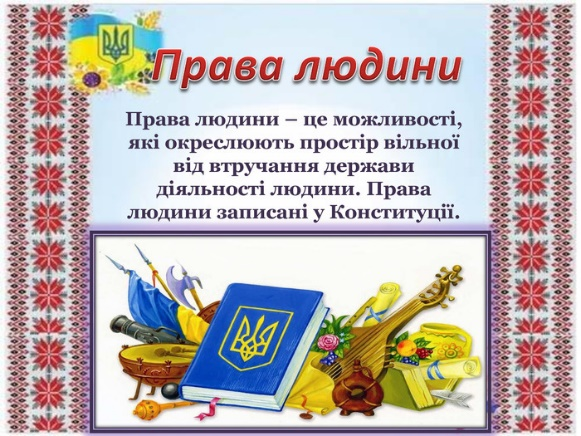 Права людини
Права людини – це можливості,
які окреслюють простір вільної
від втручання держави
діяльності людини. Права
людини записані у Конституції.